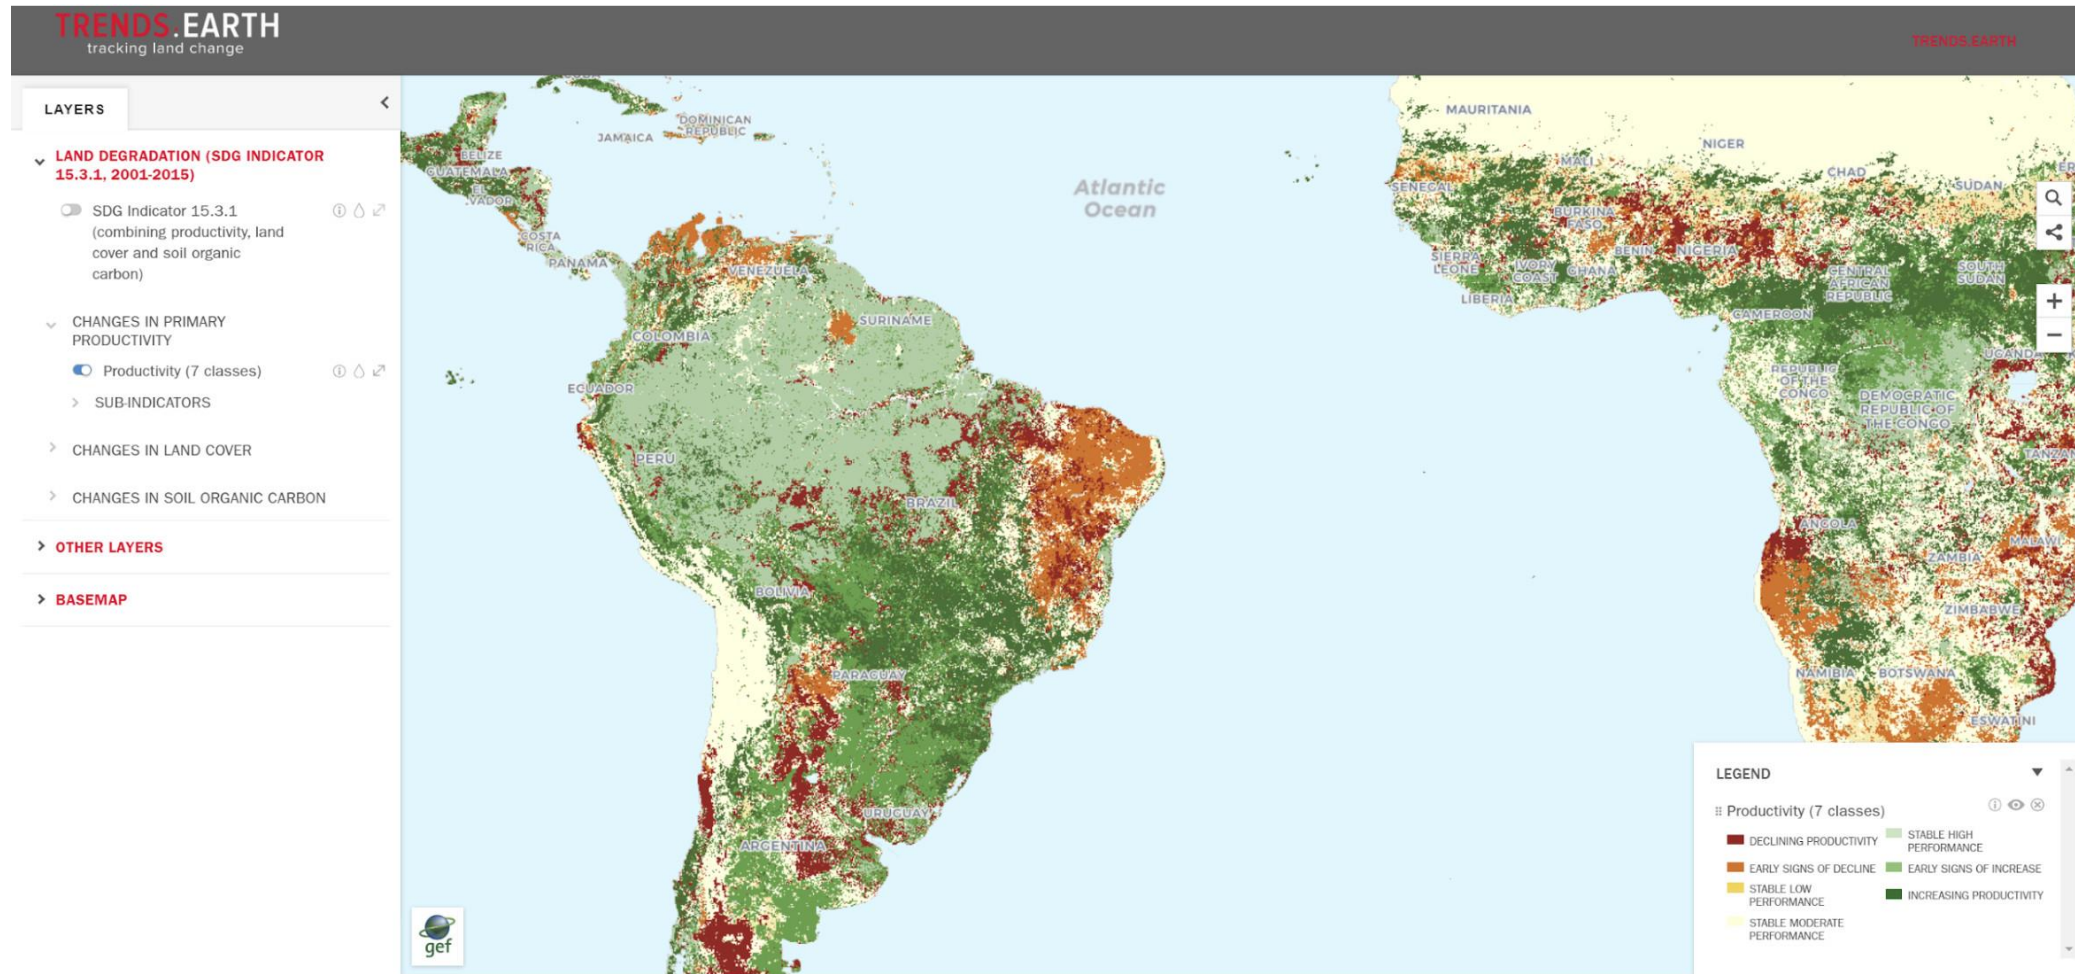 TRENDS.EARTH
tracking land change
TRENDS.EARTH
LAYERS
LAND DEGRADATION (SDG INDICATOR
15.3.1, 2001-2015)
SDG Indicator 15.3.1
(combining productivity, land
cover and soil organic
carbon)
CHANGES IN PRIMARY
PRODUCTIVITY
Productivity (7 classes)
SUB-INDICATORS
CHANGES IN LAND COVER
CHANGES IN SOIL ORGANIC CARBON
OTHER LAYERS
BASEMAP
JAMAICA
DOMINICAN
REPUBLIC
BELIZE
GUATEMALA
EL
COSTA
RICA
PANAMA
VENEZUELA
COLOMBIA
SURINAME
ECUADOR
PERU
BRAZIL
BOLIVIA
PARAGUAY
URUGUAY
ARGENTINA
Atlantic
Ocean
MAURITANIA
NIGER
MALI
CHAD
SUDAN
SENEGAL
BURKINA
FASO
BENIN
NIGERIA
SIERRA
LEONE
IVORY
COAST
GHANA
LIBERIA
CENTRAL
AFRICAN
REPUBLIC
SOUTH
SUDAN
CAMEROON
UGANDA
REPUBLIC
OF THE
CONGO
DEMOCRATIC
REPUBLIC OF
THE CONGO
ANGOLA
ZAMBIA
MALAWI
ZIMBABWE
NAMIBIA
BOTSWANA
ESWATINI
gef
LEGEND
Productivity (7 classes)
DECLINING PRODUCTIVITY
EARLY SIGNS OF DECLINE
STABLE LOW
PERFORMANCE
STABLE MODERATE
PERFORMANCE
STABLE HIGH
PERFORMANCE
EARLY SIGNS OF INCREASE
INCREASING PRODUCTIVITY